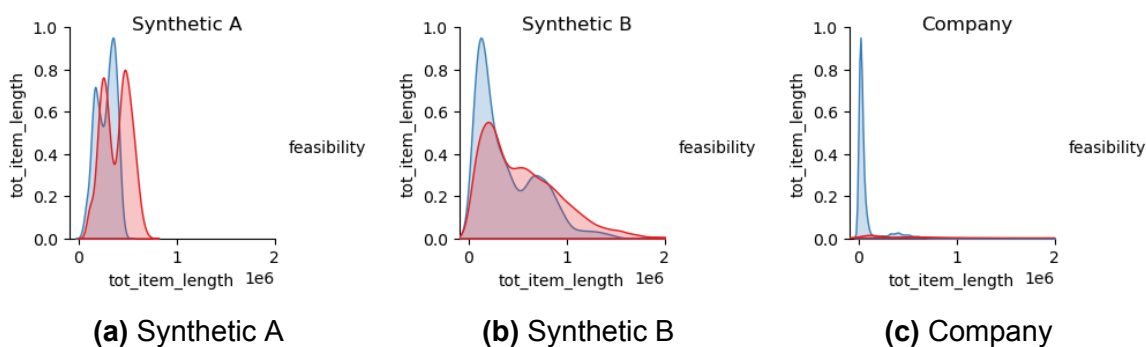 Synthetic A
1.0
0.8
0.6
0.4
0.2
0.0
tot_item_length
0
1
2
1e6
tot_item_length
feasibility
(a) Synthetic A
Synthetic B
1.0
0.8
0.6
0.4
0.2
0.0
tot_item_length
0
1
2
1e6
tot_item_length
feasibility
(b) Synthetic B
Company
1.0
0.8
0.6
0.4
0.2
0.0
tot_item_length
0
1
2
1e6
tot_item_length
feasibility
(c) Company